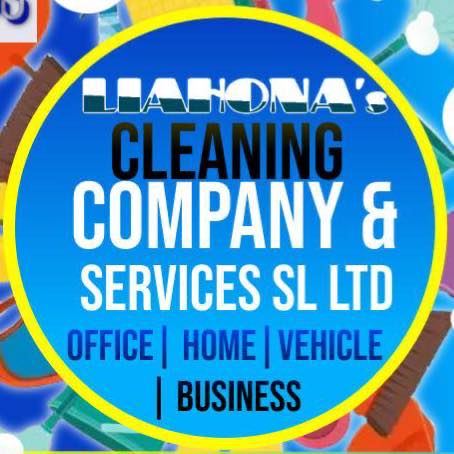 LIAHONA's
CLEANING
COMPANY &
SERVICES SL LTD
OFFICE | HOME | VEHICLE
| BUSINESS